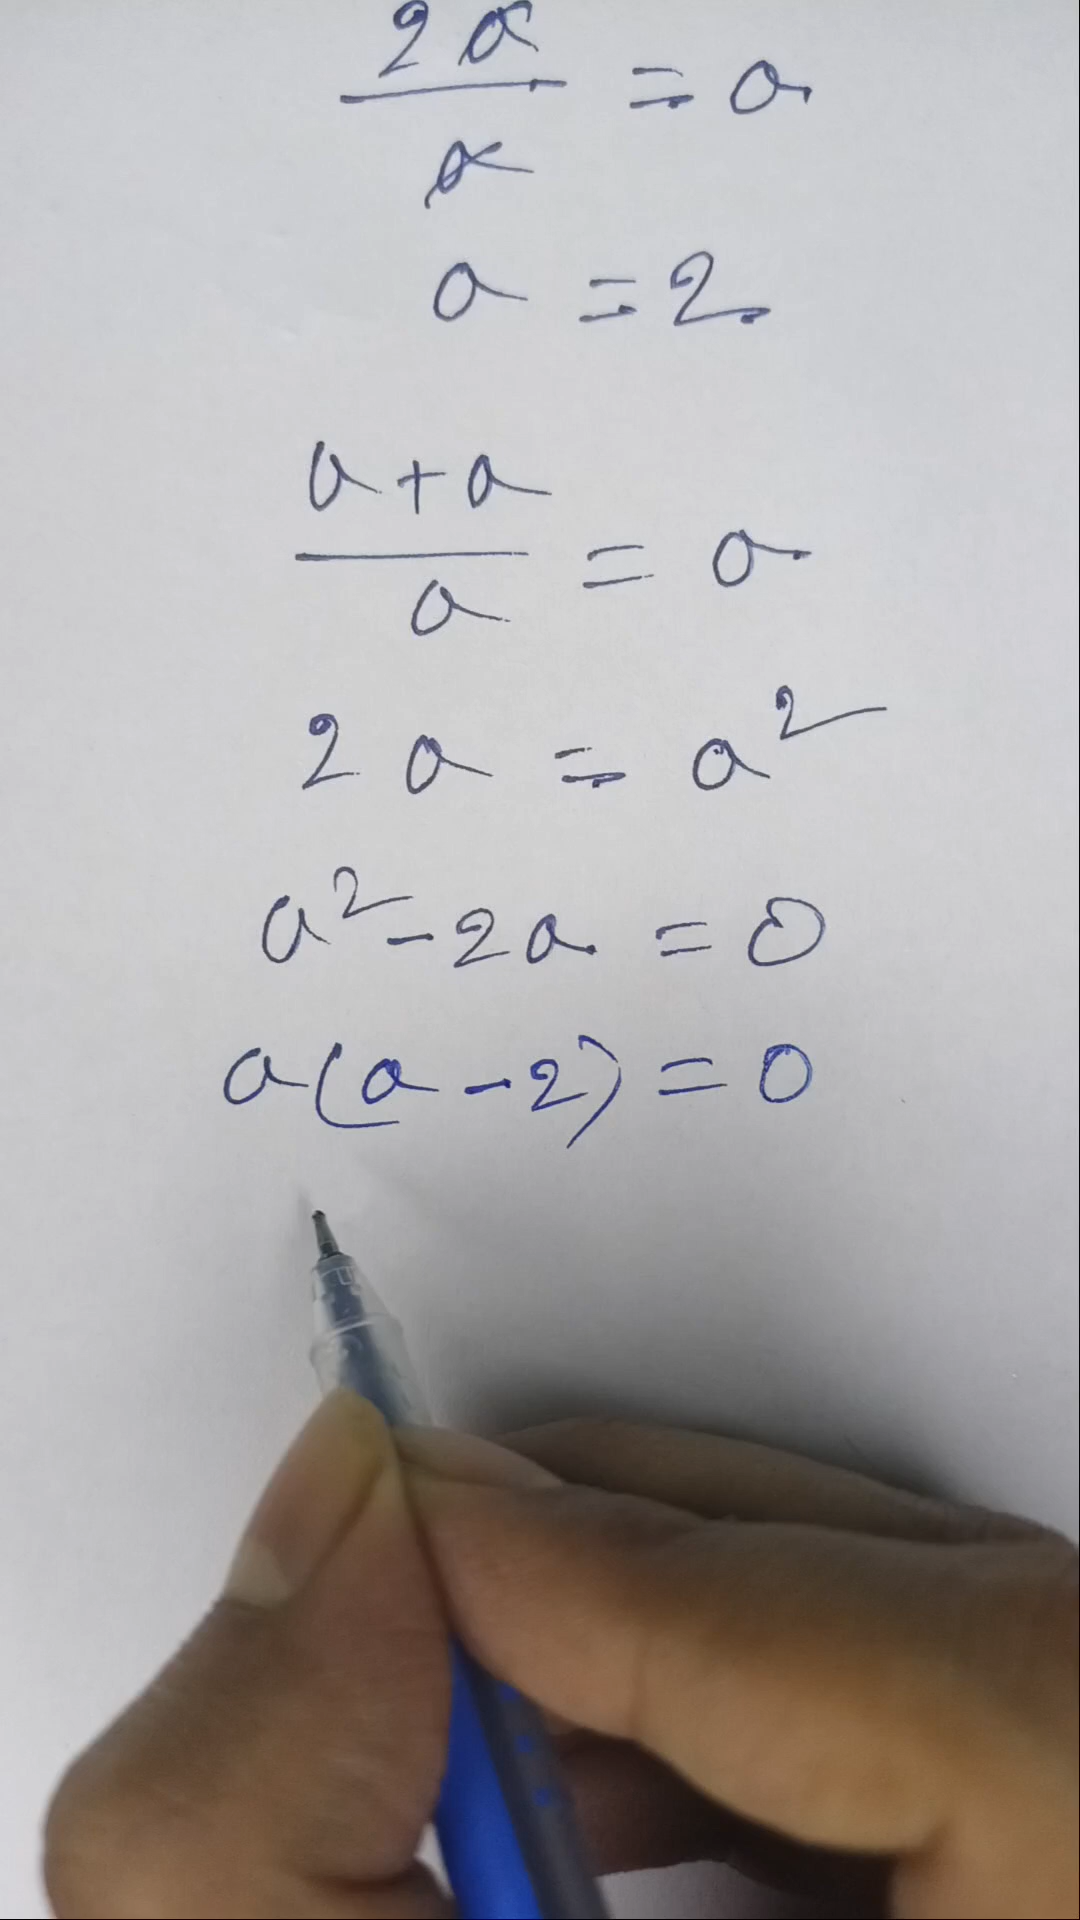 2a/a = a
a = 2
a+a/a = a
2a = a²
a² - 2a = 0
a(a - 2) = 0